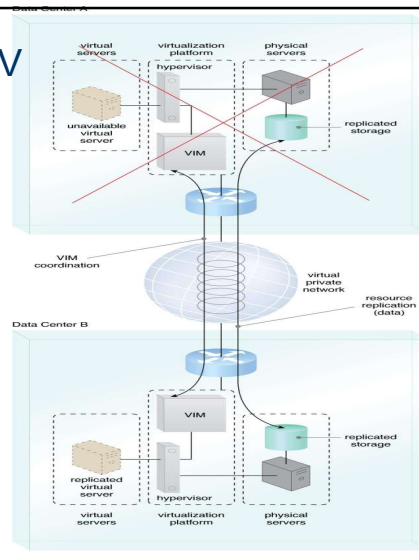 Data Center A
V
virtual
servers
virtualization
platform
physical
servers
hypervisor
unavailable
virtual
server
VIM
replicated
storage
VIM
coordination
virtual
private
network
resource
replication
(data)
Data Center B
VIM
replicated
storage
replicated
virtual
server
hypervisor
virtual
servers
virtualization
platform
physical
servers